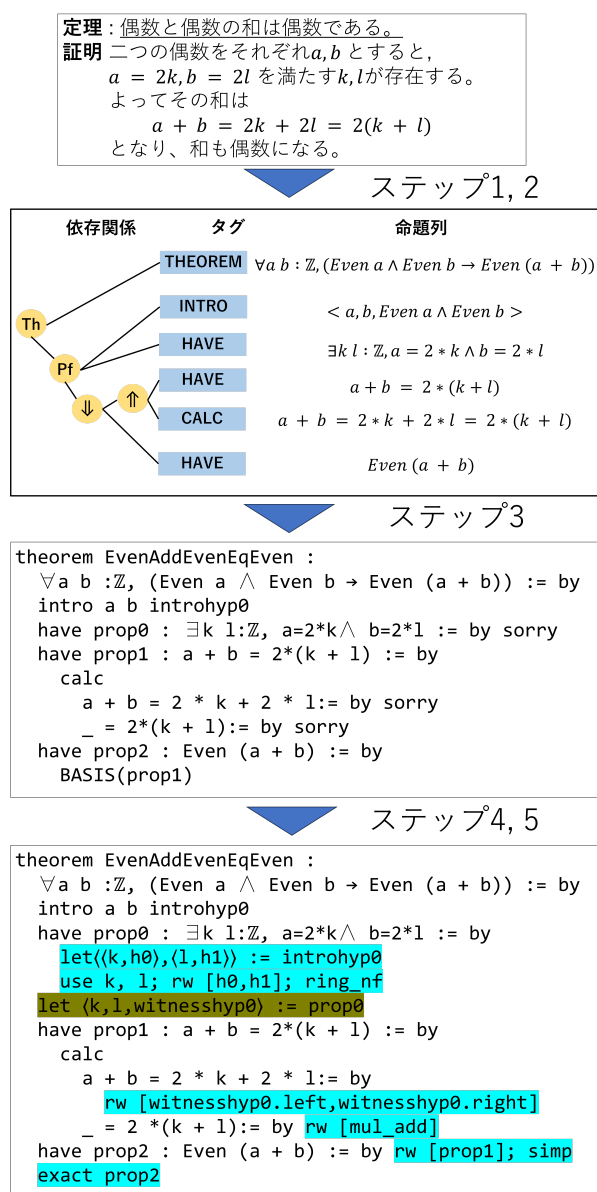 定理 : 偶数と偶数の和は偶数である。
証明 二つの偶数をそれぞれa, b とすると,
a = 2k, b = 2l を満たすk, lが存在する。
よってその和は
a + b = 2k + 2l = 2(k + l)
となり、和も偶数になる。
ステップ1, 2
依存関係 タグ 命題列
THEOREM ∀a b : ℤ, (Even a ∧ Even b → Even (a + b))
INTRO < a, b, Even a ∧ Even b >
Th
HAVE ∃k l : ℤ, a = 2 * k ∧ b = 2 * l
Pf
HAVE a + b = 2 * (k + l)
⇓ ⇑
CALC a + b = 2 * k + 2 * l = 2 * (k + l)
HAVE Even (a + b)
ステップ3
theorem EvenAddEvenEqEven :
∀a b :ℤ, (Even a ∧ Even b → Even (a + b)) := by
intro a b introhyp0
have prop0 : ∃k l:ℤ, a=2*k∧ b=2*l := by sorry
have prop1 : a + b = 2*(k + l) := by
calc
a + b = 2 * k + 2 * l:= by sorry
_ = 2*(k + l):= by sorry
have prop2 : Even (a + b) := by
BASIS(prop1)
ステップ4, 5
theorem EvenAddEvenEqEven :
∀a b :ℤ, (Even a ∧ Even b → Even (a + b)) := by
intro a b introhyp0
have prop0 : ∃k l:ℤ, a=2*k∧ b=2*l := by
let⟨⟨k,h0⟩,⟨l,h1⟩⟩ := introhyp0
use k, l; rw [h0,h1]; ring_nf
let ⟨k,l,witnesshyp0⟩ := prop0
have prop1 : a + b = 2*(k + l) := by
calc
a + b = 2 * k + 2 * l:= by
rw [witnesshyp0.left,witnesshyp0.right]
_ = 2 *(k + l):= by rw [mul_add]
have prop2 : Even (a + b) := by rw [prop1]; simp
exact prop2